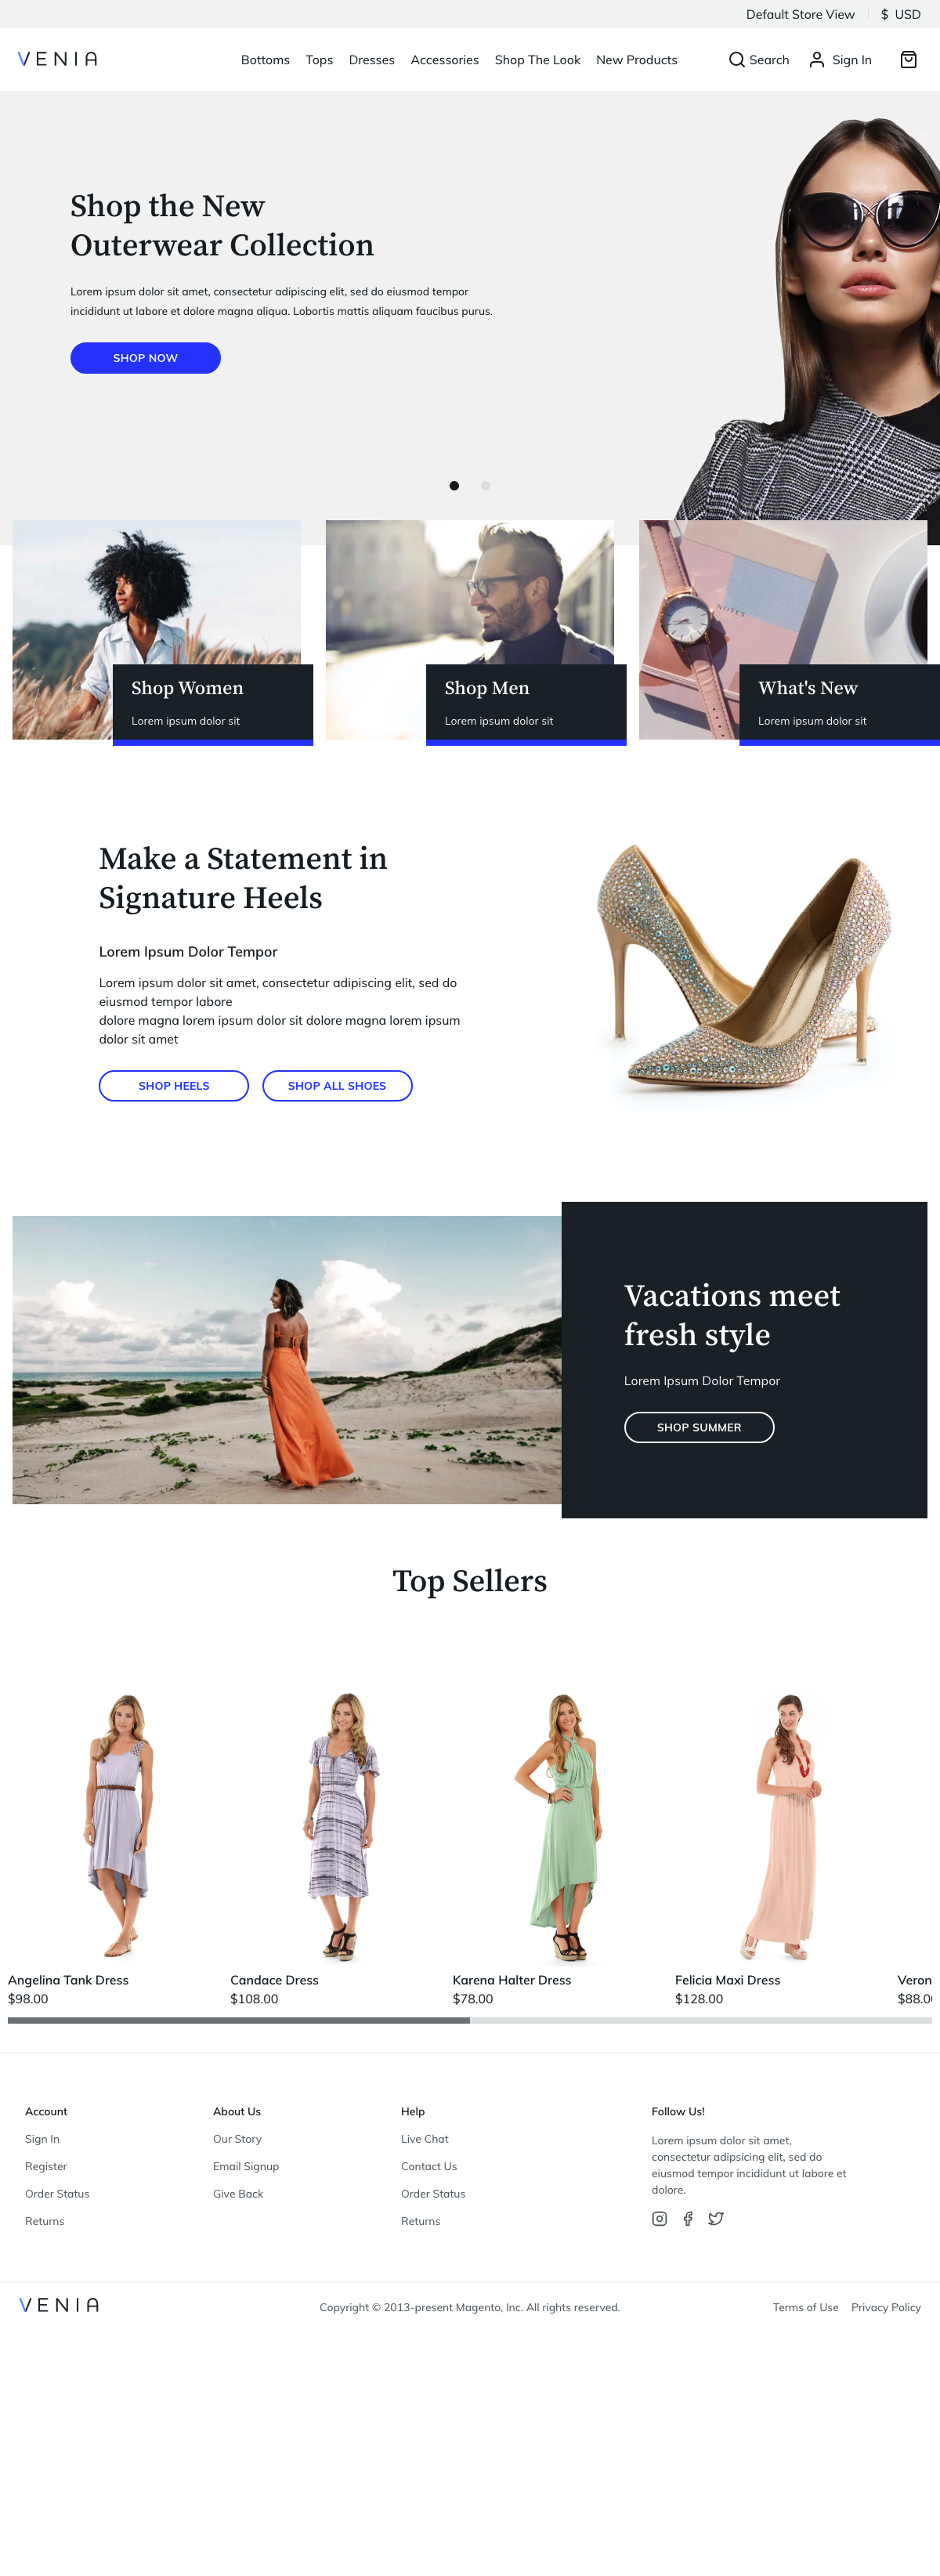 Default Store View
$ USD
VENIA
Bottoms Tops Dresses Accessories Shop The Look New Products
Search
Sign In
Shop the New
Outerwear Collection
Lorem ipsum dolor sit amet, consectetur adipiscing elit, sed do eiusmod tempor
incididunt ut labore et dolore magna aliqua. Lobortis mattis aliquam faucibus purus.
SHOP NOW
NOTES
Shop Women
Lorem ipsum dolor sit
Shop Men
Lorem ipsum dolor sit
What's New
Lorem ipsum dolor sit
Make a Statement in
Signature Heels
Lorem Ipsum Dolor Tempor
Lorem ipsum dolor sit amet, consectetur adipiscing elit, sed do
eiusmod tempor labore
dolore magna lorem ipsum dolor sit dolore magna lorem ipsum
dolor sit amet
SHOP HEELS
SHOP ALL SHOES
Vacations meet
fresh style
Lorem Ipsum Dolor Tempor
SHOP SUMMER
Top Sellers
Angelina Tank Dress
$98.00
Candace Dress
$108.00
Karena Halter Dress
$78.00
Felicia Maxi Dress
$128.00
Veron
$88.0
Account
Sign In
Register
Order Status
Returns
About Us
Our Story
Email Signup
Give Back
Help
Live Chat
Contact Us
Order Status
Returns
Follow Us!
Lorem ipsum dolor sit amet,
consectetur adipsicing elit, sed do
eiusmod tempor incididunt ut labore et
dolore.
VENIA
Copyright © 2013-present Magento, Inc. All rights reserved.
Terms of Use
Privacy Policy